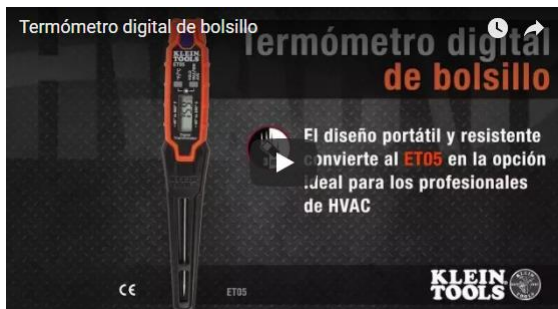 Termómetro digital de bolsillo
Termómetro digital
de bolsillo
KLEIN
TOOLS
ET05
El diseño portátil y resistente
convierte al ET05 en la opción
ideal para los profesionales
de HVAC
CE
ET05
KLEIN
TOOLS